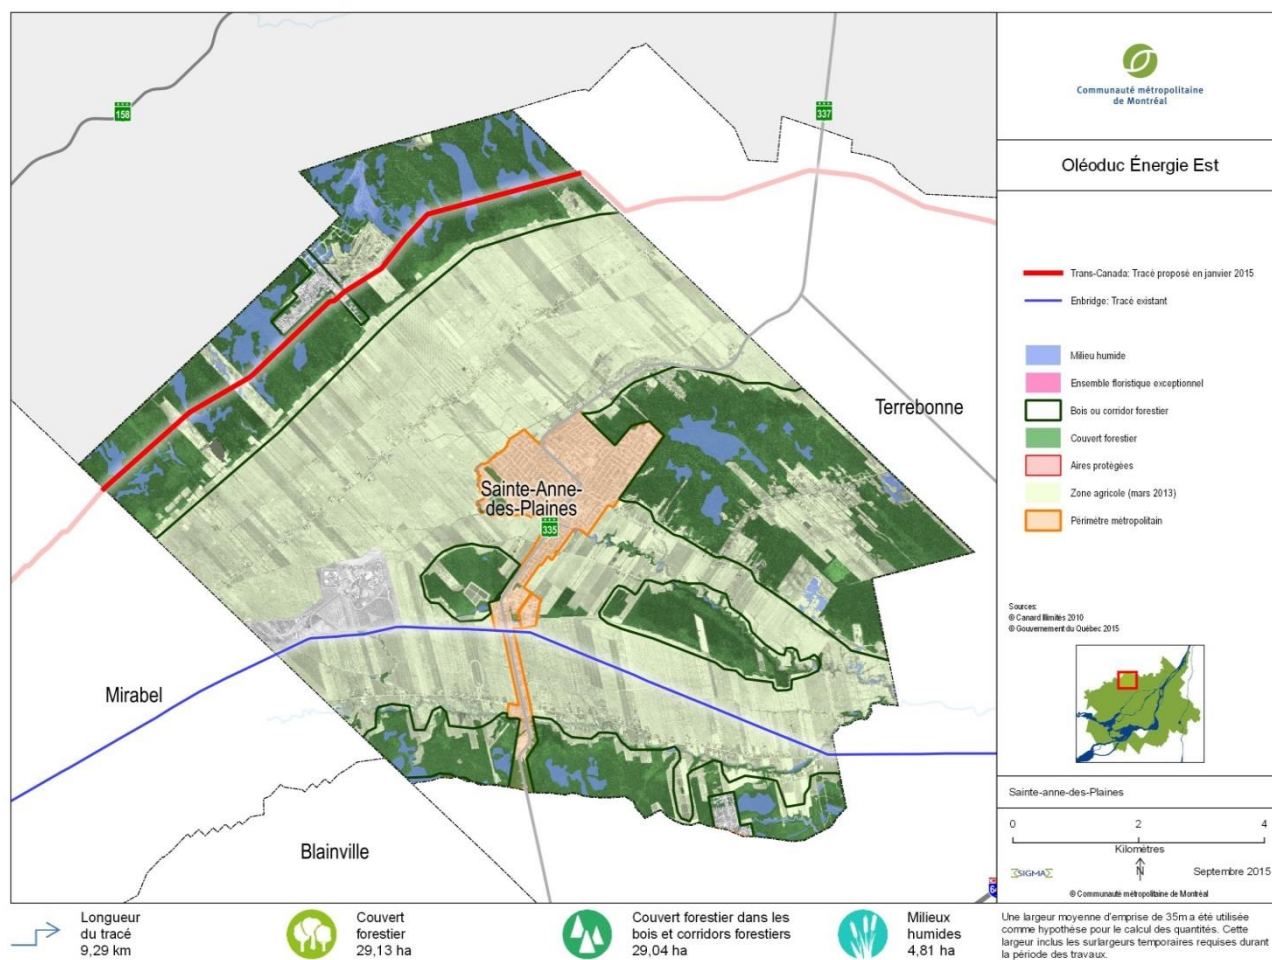 158
337
335
Sainte-Anne-
des-Plaines
Terrebonne
Mirabel
Blainville
Communauté métropolitaine
de Montréal
Oléoduc Énergie Est
Trans-Canada: Tracé proposé en janvier 2015
Enbridge: Tracé existant
Milieu humide
Ensemble floristique exceptionnel
Bois ou corridor forestier
Couvert forestier
Aires protégées
Zone agricole (mars 2013)
Périmètre métropolitain
Sources:
© Canard Illimités 2010
© Gouvernement du Québec 2015
Sainte-anne-des-Plaines
0 2 4
Kilomètres
N
SIGMA
Septembre 2015
© Communauté métropolitaine de Montréal
Longueur
du tracé
9,29 km
Couvert
forestier
29,13 ha
Couvert forestier dans les
bois et corridors forestiers
29,04 ha
Milieux
humides
4,81 ha
Une largeur moyenne d'emprise de 35m a été utilisée
comme hypothèse pour le calcul des quantités. Cette
largeur inclus les surlargeurs temporaires requises durant
la période des travaux.